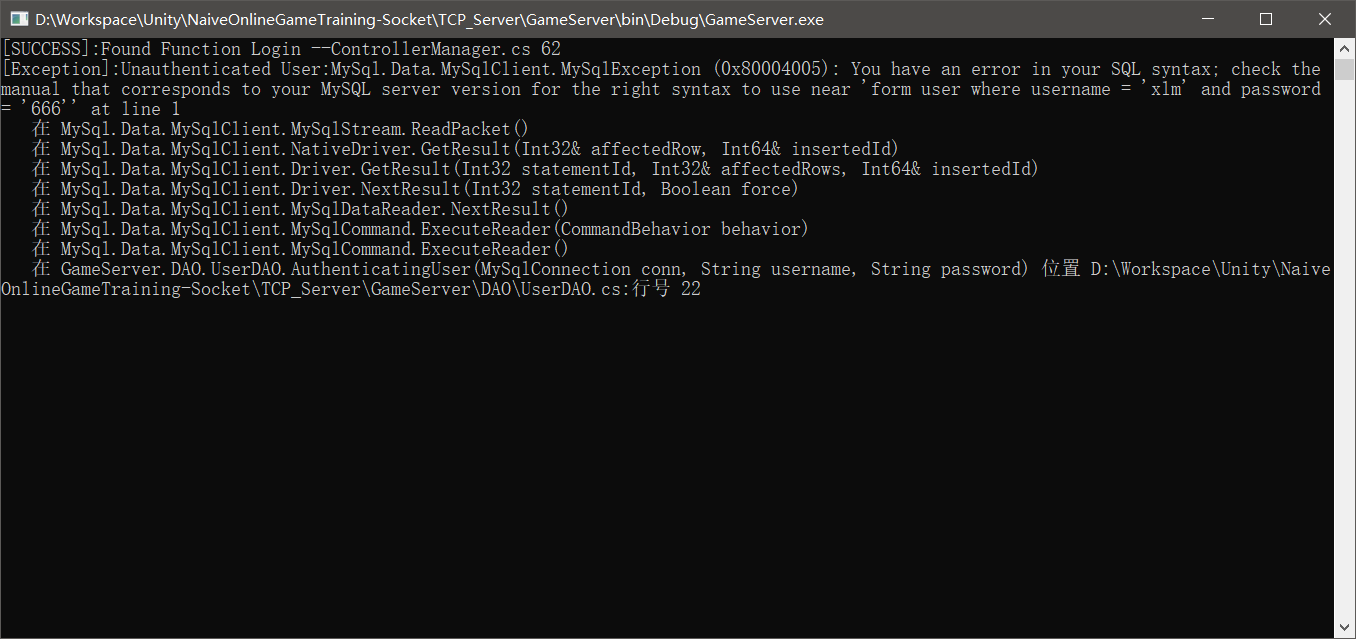 D:\Workspace\Unity\NaiveOnlineGameTraining-Socket\TCP_Server\GameServer\bin\Debug\GameServer.exe
[SUCCESS]:Found Function Login --ControllerManager.cs 62
[Exception]:Unauthenticated User:MySql.Data.MySqlClient.MySqlException (0x80004005): You have an error in your SQL syntax; check the
manual that corresponds to your MySQL server version for the right syntax to use near 'form user where username = 'xlm' and password
= '666'' at line 1
在 MySql.Data.MySqlClient.MySqlStream.ReadPacket()
在 MySql.Data.MySqlClient.NativeDriver.GetResult(Int32& affectedRow, Int64& insertedId)
在 MySql.Data.MySqlClient.Driver.GetResult(Int32 statementId, Int32& affectedRows, Int64& insertedId)
在 MySql.Data.MySqlClient.Driver.NextResult(Int32 statementId, Boolean force)
在 MySql.Data.MySqlClient.MySqlDataReader.NextResult()
在 MySql.Data.MySqlClient.MySqlCommand.ExecuteReader(CommandBehavior behavior)
在 MySql.Data.MySqlClient.MySqlCommand.ExecuteReader()
在 GameServer.DAO.UserDAO.AuthenticatingUser(MySqlConnection conn, String username, String password) 位置 D:\Workspace\Unity\Naive
OnlineGameTraining-Socket\TCP_Server\GameServer\DAO\UserDAO.cs:行号 22